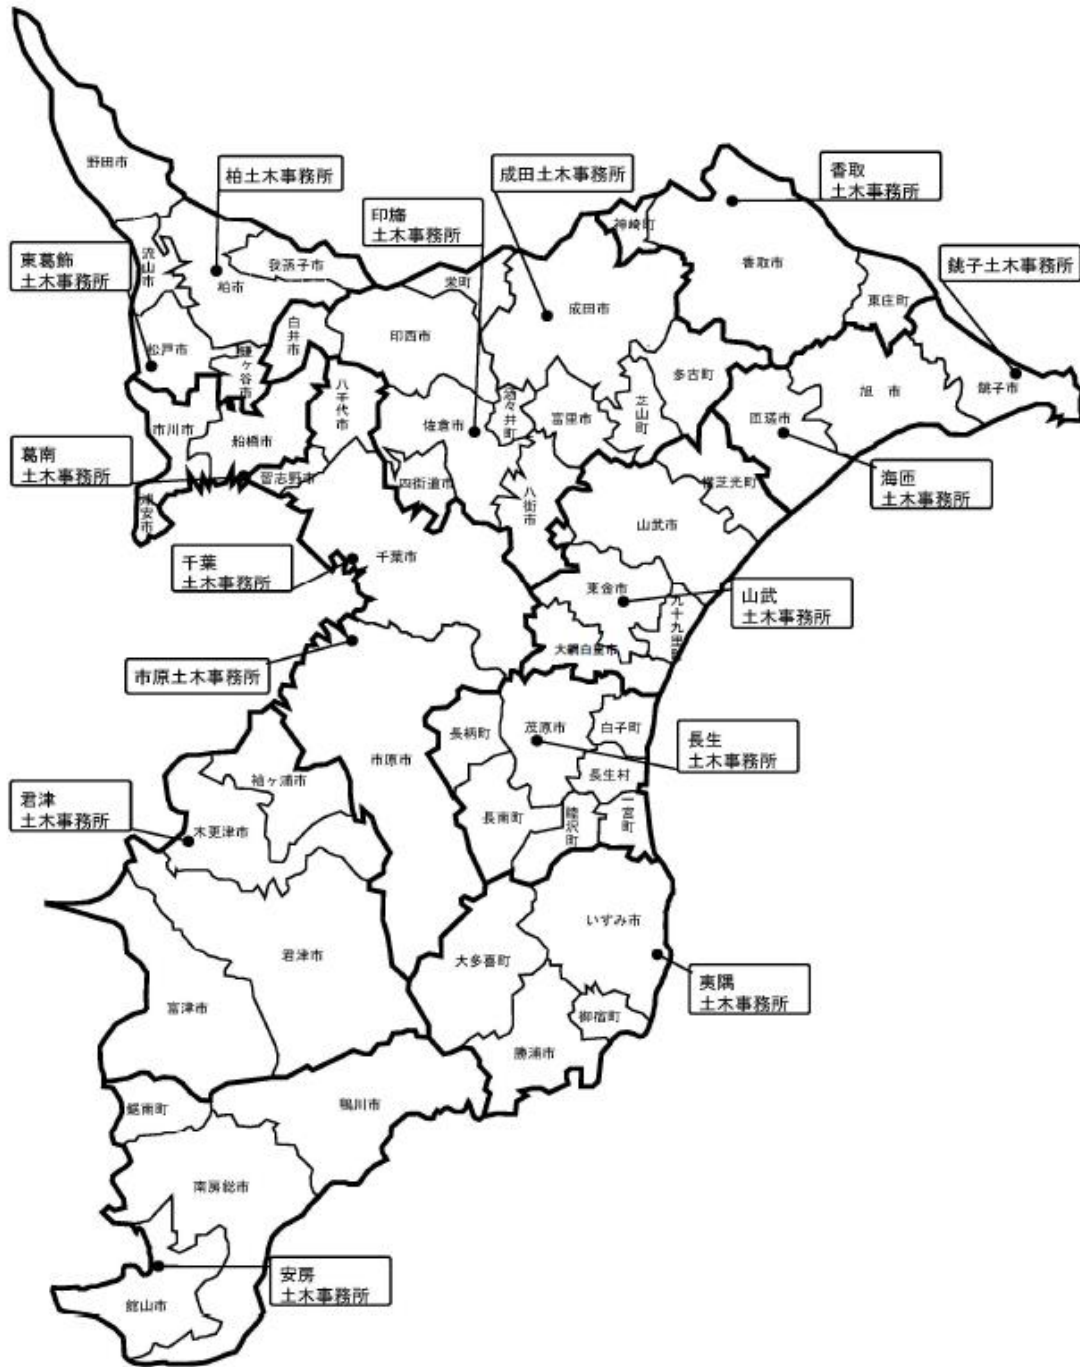 野田市
柏土木事務所
成田土木事務所
香取
土木事務所
印旛
土木事務所
東葛飾
土木事務所
銚子土木事務所
流山市
我孫子市
柏市
栄町
神崎町
香取市
東庄町
成田市
白井市
印西市
松戸市
鎌ヶ谷市
八千代市
多古町
旭 市
銚子市
市川市
船橋市
佐倉市
酒々井町
富里市
芝山町
匝瑳市
葛南
土木事務所
習志野市
四街道市
八街市
横芝光町
海匝
土木事務所
浦安市
山武市
千葉市
千葉
土木事務所
東金市
九十九里町
山武
土木事務所
大網白里市
市原土木事務所
長柄町
茂原市
白子町
長生
土木事務所
市原市
袖ヶ浦市
長生村
君津
土木事務所
木更津市
長南町
睦沢町
一宮町
いすみ市
君津市
大多喜町
夷隅
土木事務所
富津市
御宿町
勝浦市
鋸南町
鴨川市
南房総市
安房
土木事務所
館山市